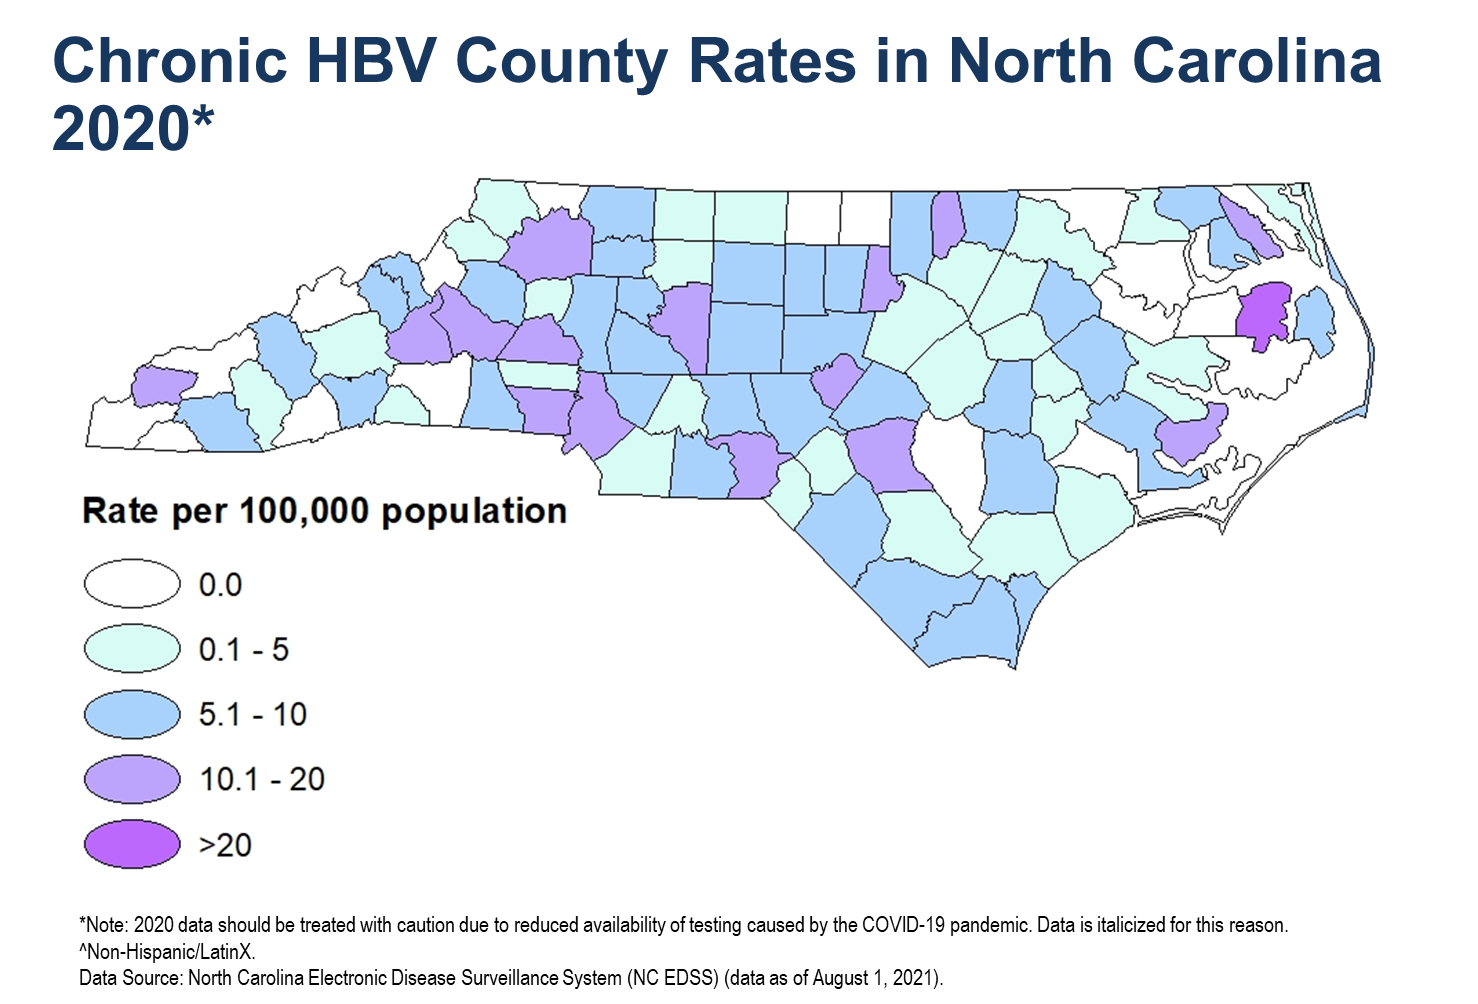 Chronic HBV County Rates in North Carolina
2020*
Rate per 100,000 population
0.0
0.1 - 5
5.1 - 10
10.1 - 20
>20
*Note: 2020 data should be treated with caution due to reduced availability of testing caused by the COVID-19 pandemic. Data is italicized for this reason.
^Non-Hispanic/LatinX.
Data Source: North Carolina Electronic Disease Surveillance System (NC EDSS) (data as of August 1, 2021).